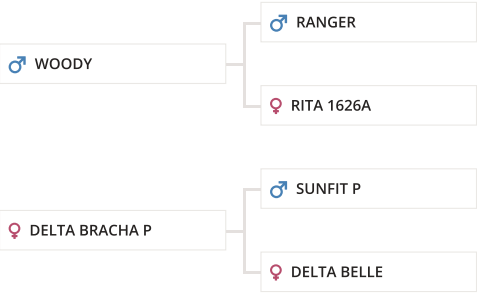 RANGER
WOODY
RITA 1626A
SUNFIT P
DELTA BRACHA P
DELTA BELLE